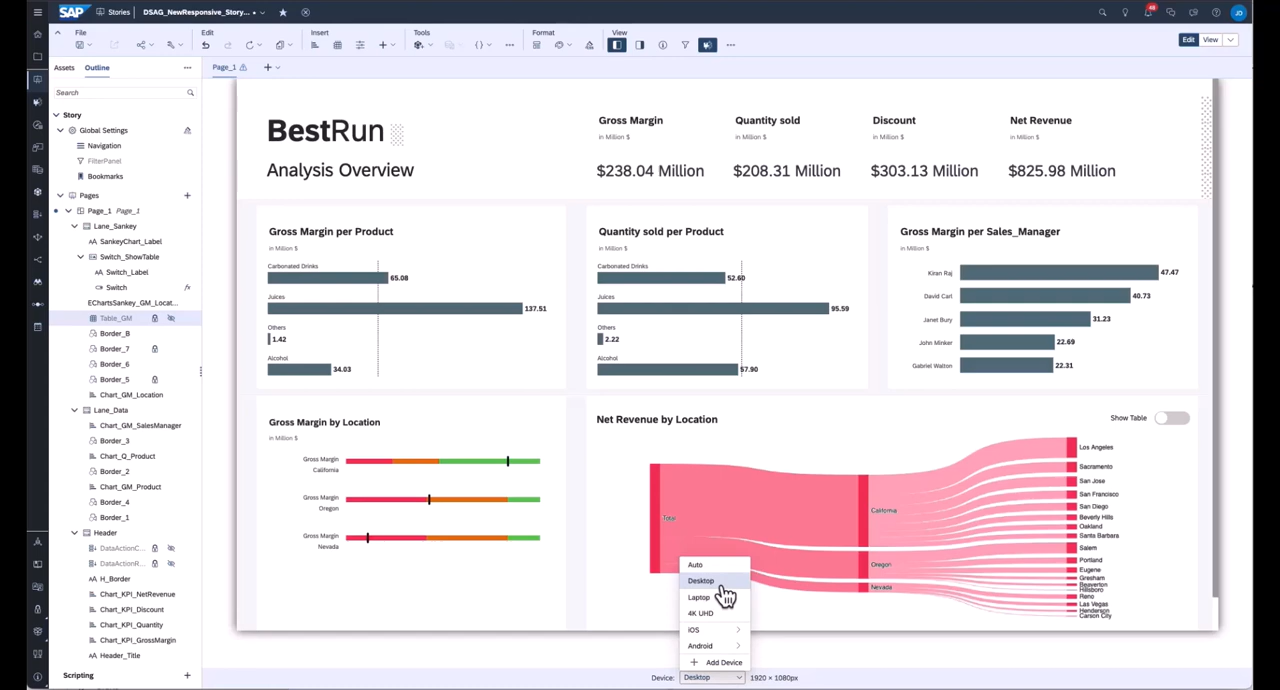 SAP Stories DSAG_NewResponsive_Story...
48
JD
File Edit Insert Tools Format View
Edit View
Assets Outline
Page_1
Search
Story
Global Settings
Navigation
FilterPanel
Bookmarks
Pages
Page_1 Page_1
Lane_Sankey
SankeyChart_Label
Switch_ShowTable
Switch_Label
Switch
EChartsSankey_GM_Locat...
Table_GM
Border_B
Border_7
Border_6
Border_5
Chart_GM_Location
Lane_Data
Chart_GM_SalesManager
Border_3
Chart_Q_Product
Border_2
Chart_GM_Product
Border_4
Border_1
Header
DataActionC...
DataActionR...
H_Border
Chart_KPI_NetRevenue
Chart_KPI_Discount
Chart_KPI_Quantity
Chart_KPI_GrossMargin
Header_Title
Scripting
BestRun
Analysis Overview
Gross Margin
in Million $
$238.04 Million
Quantity sold
in Million $
$208.31 Million
Discount
in Million $
$303.13 Million
Net Revenue
in Million $
$825.98 Million
Gross Margin per Product
in Million $
Carbonated Drinks
65.08
Juices
137.51
Others
1.42
Alcohol
34.03
Quantity sold per Product
in Million $
Carbonated Drinks
52.60
Juices
95.59
Others
2.22
Alcohol
57.90
Gross Margin per Sales_Manager
in Million $
Kiran Raj 47.47
David Carl 40.73
Janet Bury 31.23
John Minker 22.69
Gabriel Walton 22.31
Gross Margin by Location
in Million $
Gross Margin
California
Gross Margin
Oregon
Gross Margin
Nevada
Net Revenue by Location
Show Table
Total
California
Oregon
Nevada
Los Angeles
Sacramento
San Jose
San Francisco
San Diego
Beverly Hills
Oakland
Santa Barbara
Salem
Portland
Eugene
Gresham
Beaverton
Hillsboro
Reno
Las Vegas
Henderson
Carson City
Auto
Desktop
Laptop
4K UHD
iOS
Android
Add Device
Device: Desktop 1920 × 1080px